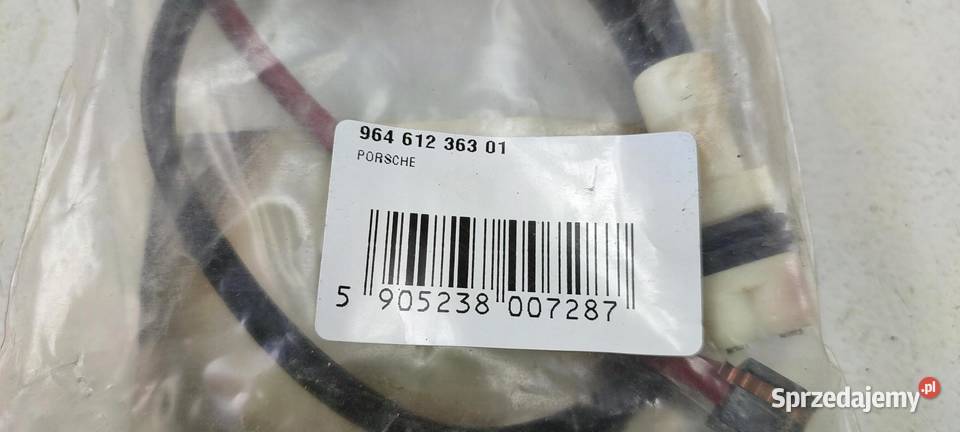 964 612 363 01
PORSCHE
5 905238 007287
Sprzedajemy.pl